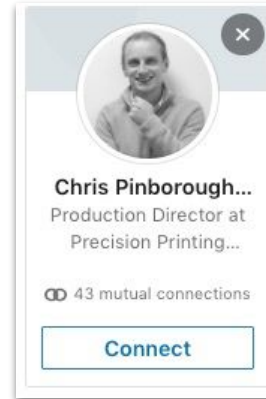 Chris Pinborough...
Production Director at
Precision Printing...
43 mutual connections
Connect